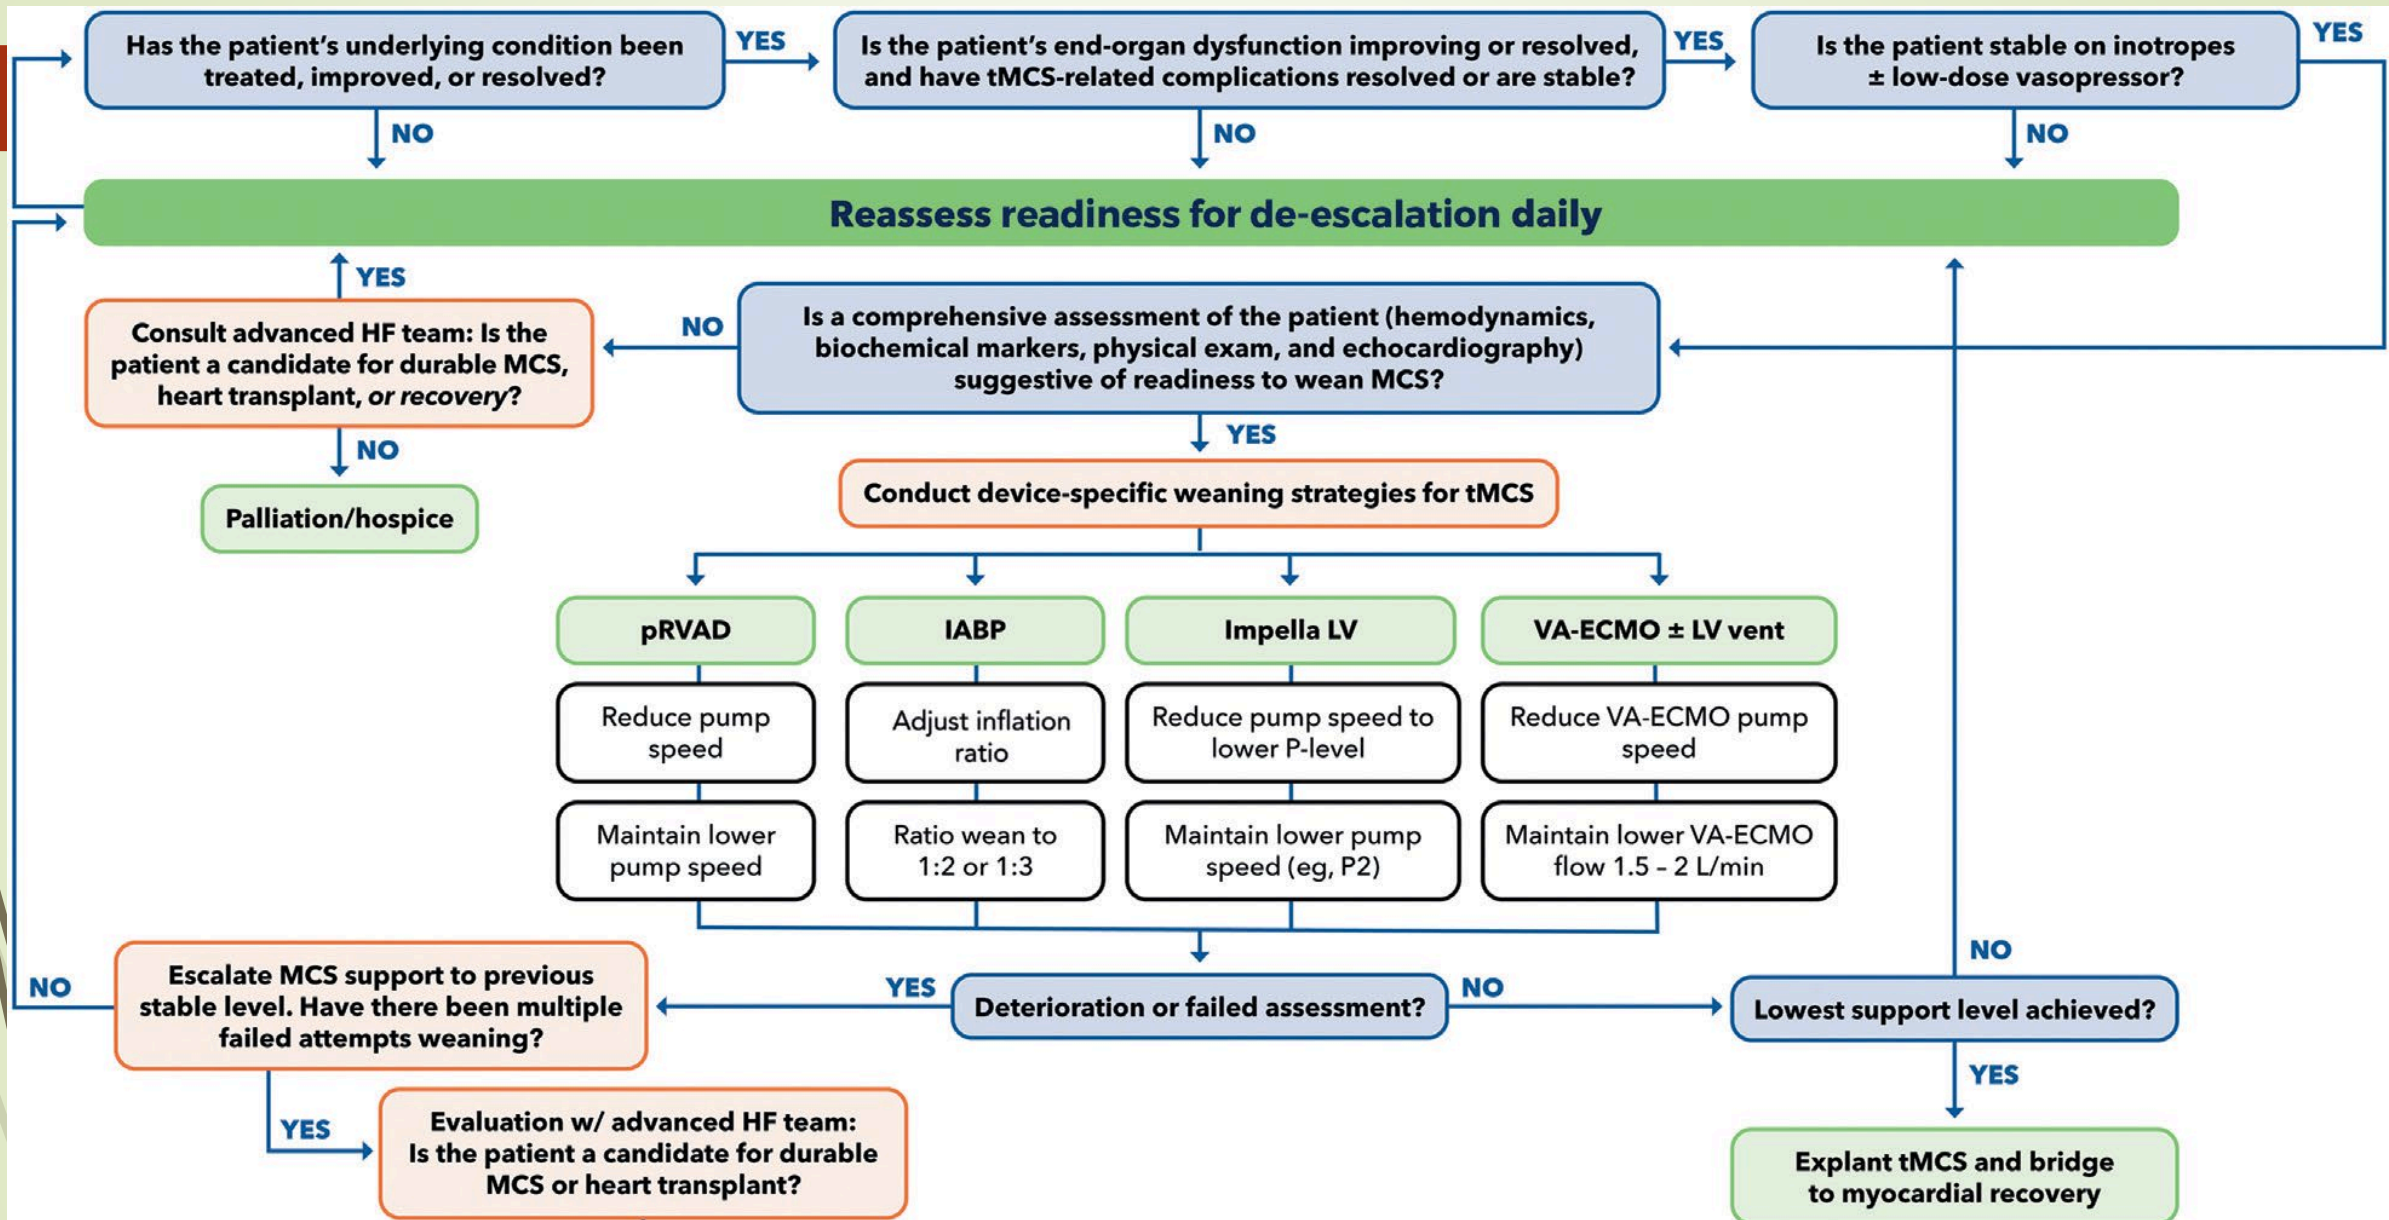 Has the patient's underlying condition been
treated, improved, or resolved?
YES
Is the patient's end-organ dysfunction improving or resolved,
and have tMCS-related complications resolved or are stable?
YES
Is the patient stable on inotropes
± low-dose vasopressor?
YES
NO
NO
NO
Reassess readiness for de-escalation daily
YES
Consult advanced HF team: Is the
patient a candidate for durable MCS,
heart transplant, or recovery?
NO
Is a comprehensive assessment of the patient (hemodynamics,
biochemical markers, physical exam, and echocardiography)
suggestive of readiness to wean MCS?
NO
YES
Palliation/hospice
Conduct device-specific weaning strategies for tMCS
pRVAD
IABP
Impella LV
VA-ECMO ± LV vent
Reduce pump
speed
Adjust inflation
ratio
Reduce pump speed to
lower P-level
Reduce VA-ECMO pump
speed
Maintain lower
pump speed
Ratio wean to
1:2 or 1:3
Maintain lower pump
speed (eg, P2)
Maintain lower VA-ECMO
flow 1.5 – 2 L/min
NO
Escalate MCS support to previous
stable level. Have there been multiple
failed attempts weaning?
YES
Deterioration or failed assessment?
NO
NO
Lowest support level achieved?
YES
YES
Evaluation w/ advanced HF team:
Is the patient a candidate for durable
MCS or heart transplant?
Explant tMCS and bridge
to myocardial recovery